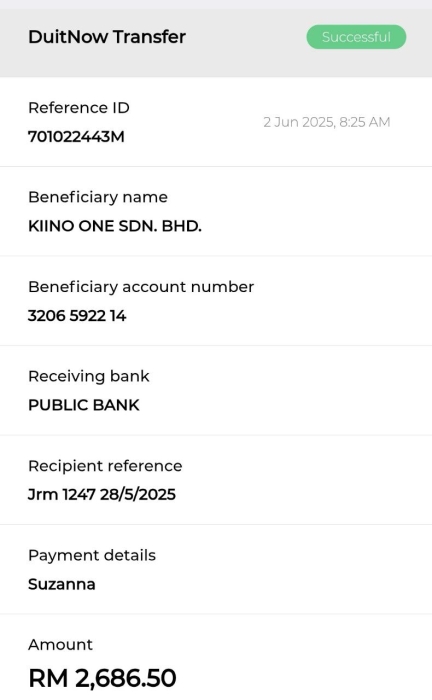 DuitNow Transfer
Successful
Reference ID
2 Jun 2025, 8:25 AM
701022443M
Beneficiary name
KIINO ONE SDN. BHD.
Beneficiary account number
3206 5922 14
Receiving bank
PUBLIC BANK
Recipient reference
Jrm 1247 28/5/2025
Payment details
Suzanna
Amount
RM 2,686.50